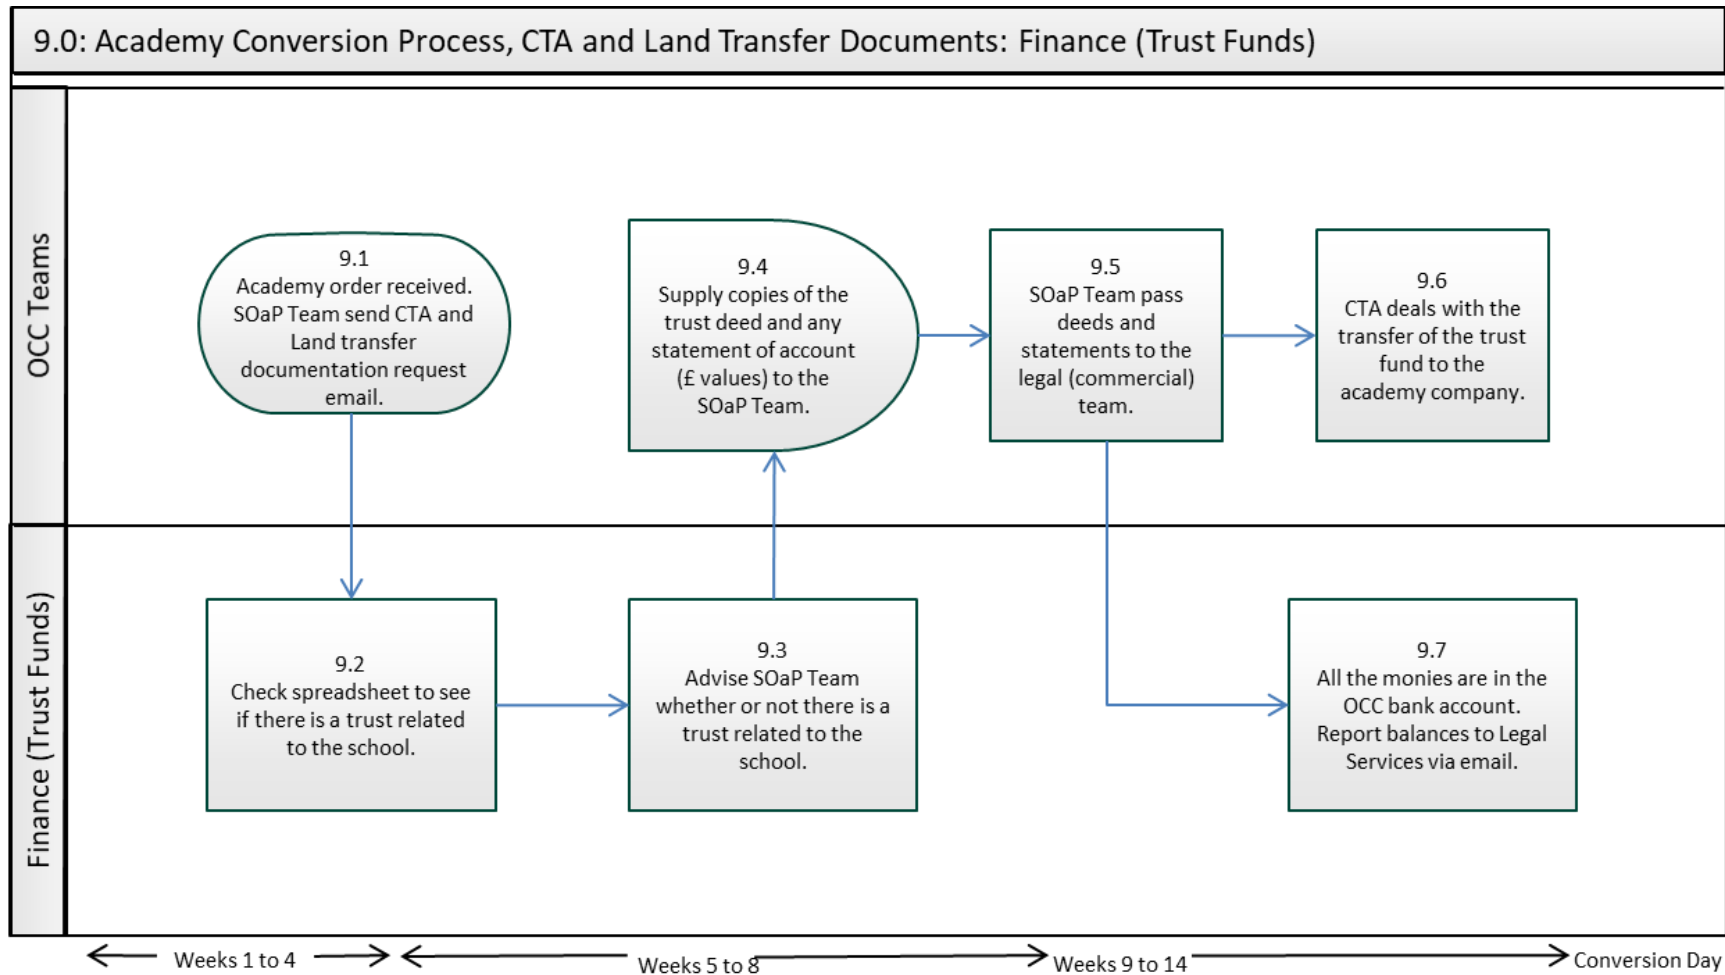 9.0: Academy Conversion Process, CTA and Land Transfer Documents: Finance (Trust Funds)
OCC Teams
9.1
Academy order received.
SOaP Team send CTA and
Land transfer
documentation request
email.
9.4
Supply copies of the
trust deed and any
statement of account
(£ values) to the
SOaP Team.
9.5
SOaP Team pass
deeds and
statements to the
legal (commercial)
team.
9.6
CTA deals with the
transfer of the trust
fund to the
academy company.
Finance (Trust Funds)
9.2
Check spreadsheet to see
if there is a trust related
to the school.
9.3
Advise SOaP Team
whether or not there is a
trust related to the
school.
9.7
All the monies are in the
OCC bank account.
Report balances to Legal
Services via email.
Weeks 1 to 4
Weeks 5 to 8
Weeks 9 to 14
Conversion Day